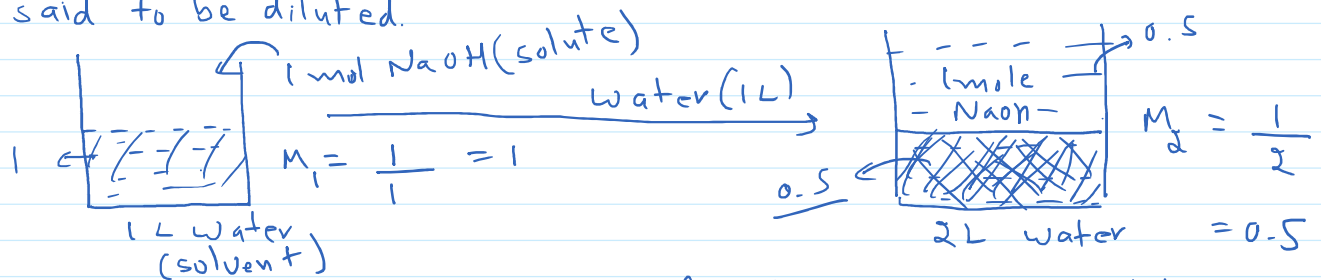 said to be diluted.
1 mol NaOH (solute)
water (1L)
1
M₁ = 1/1 = 1
1 L water
(solvent)
0.5
1mole
NaOH
0.5
M₂ = 1/2
= 0.5
2L water